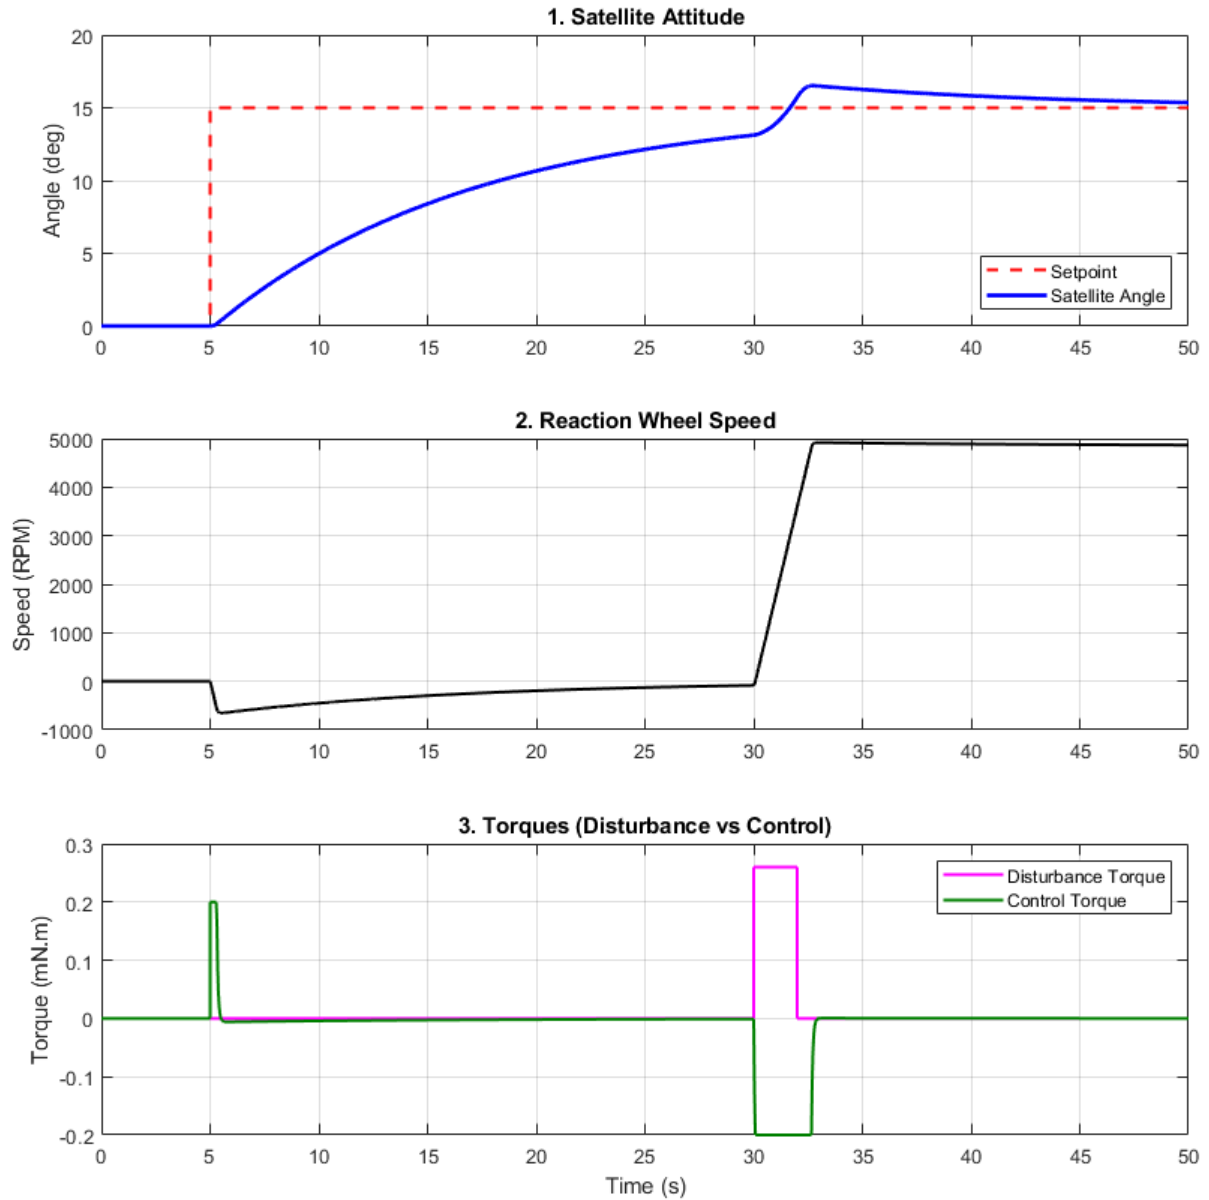 1. Satellite Attitude
20
15
10
5
0
Angle (deg)
Setpoint
Satellite Angle
0 5 10 15 20 25 30 35 40 45 50
2. Reaction Wheel Speed
5000
4000
3000
2000
1000
0
-1000
Speed (RPM)
0 5 10 15 20 25 30 35 40 45 50
3. Torques (Disturbance vs Control)
0.3
0.2
0.1
0
-0.1
-0.2
Torque (mN.m)
Disturbance Torque
Control Torque
0 5 10 15 20 25 30 35 40 45 50
Time (s)